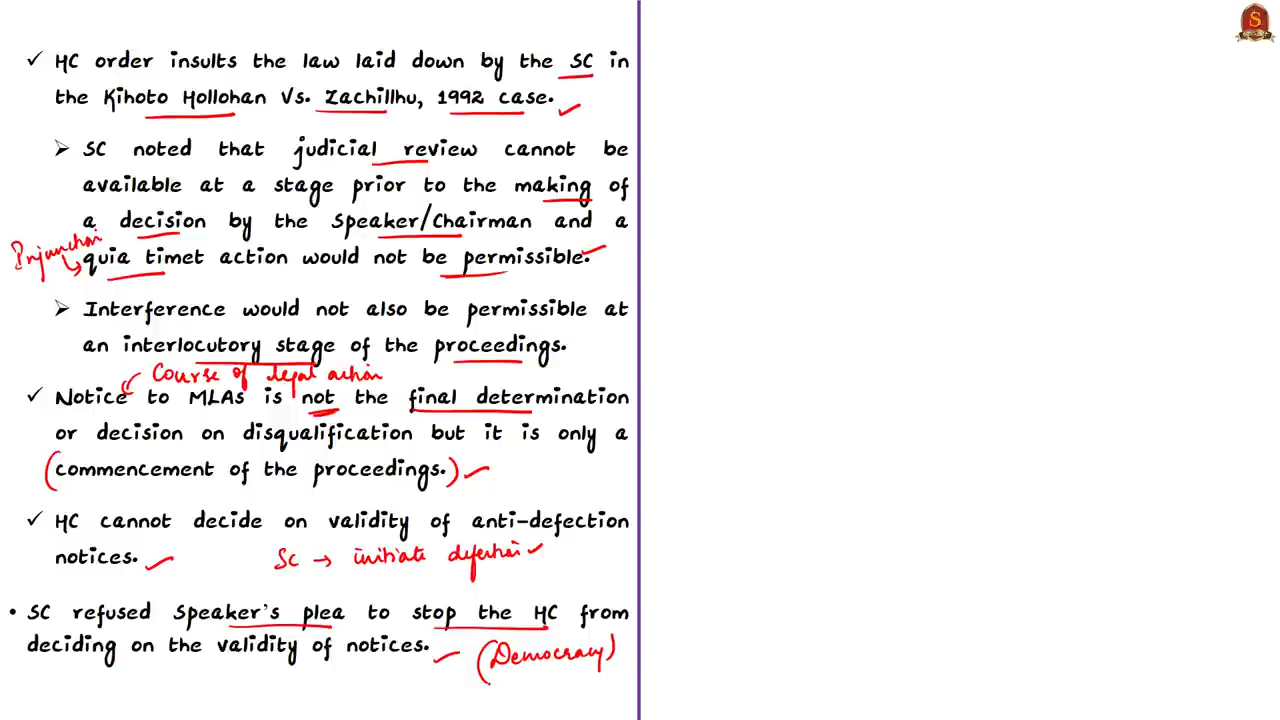 ✓ HC order insults the law laid down by the SC in
the Kihoto Hollohan Vs. Zachillhu, 1992 case.
➢ SC noted that judicial review cannot be
available at a stage prior to the making of
a decision by the Speaker/Chairman and a
quia timet action would not be permissible.
➢ Interference would not also be permissible at
an interlocutory stage of the proceedings.
Course of legal action
✓ Notice to MLAs is not the final determination
or decision on disqualification but it is only a
(commencement of the proceedings.)
✓ HC cannot decide on validity of anti-defection
notices.
SC → initiate defection
• SC refused Speaker's plea to stop the HC from
deciding on the validity of notices.
(Democracy)
S